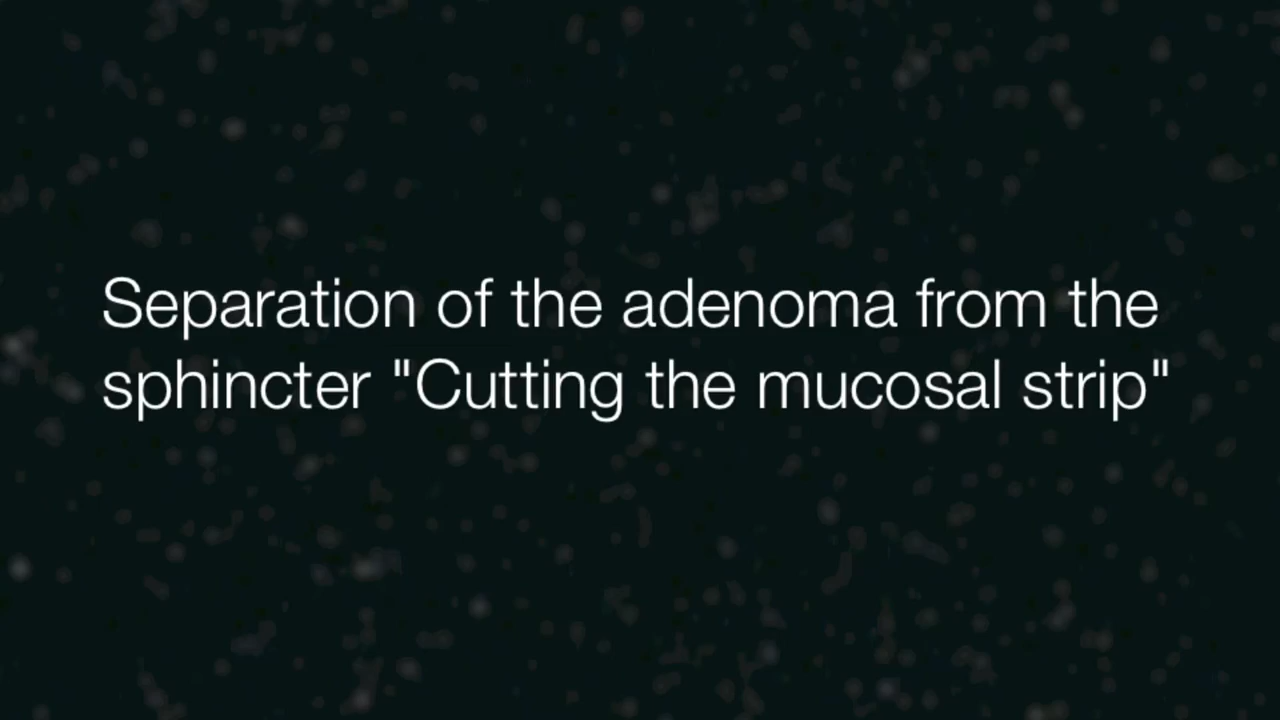 Separation of the adenoma from the
sphincter "Cutting the mucosal strip"